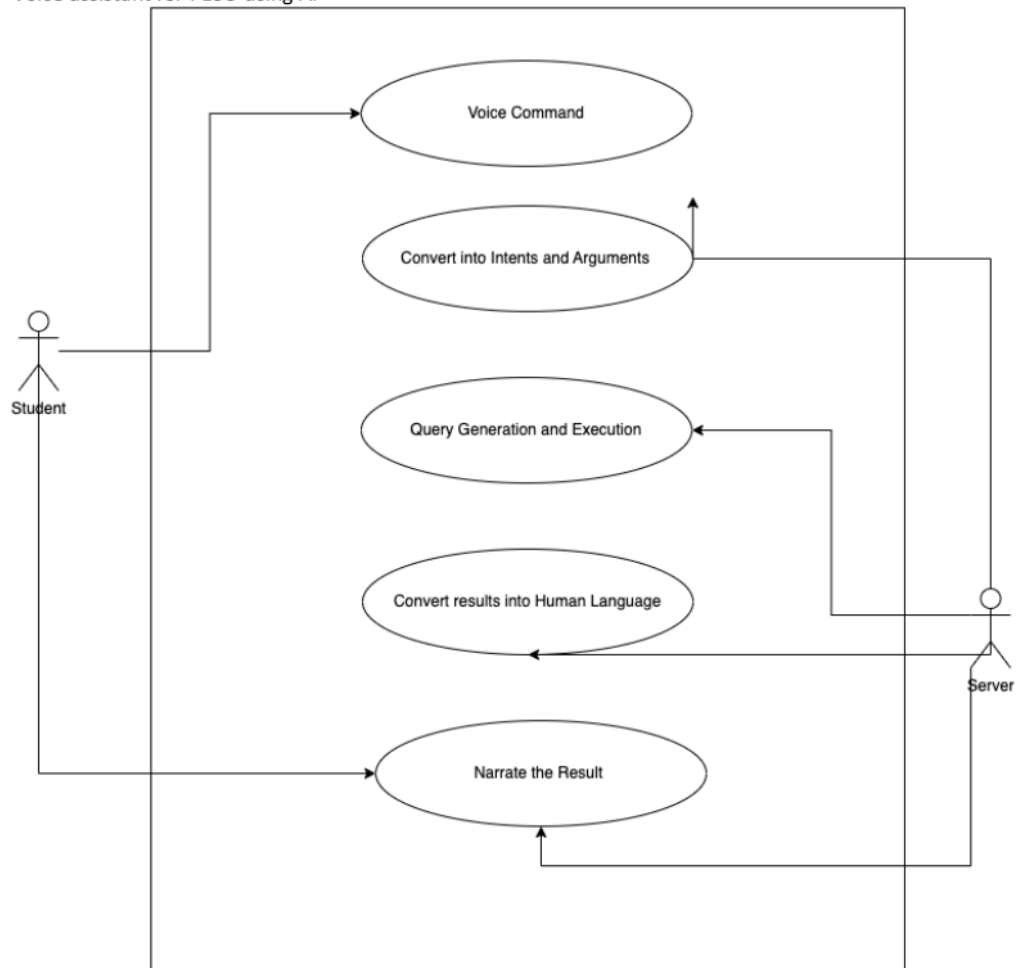 Voice Command
Convert into Intents and Arguments
Student
Query Generation and Execution
Convert results into Human Language
Server
Narrate the Result